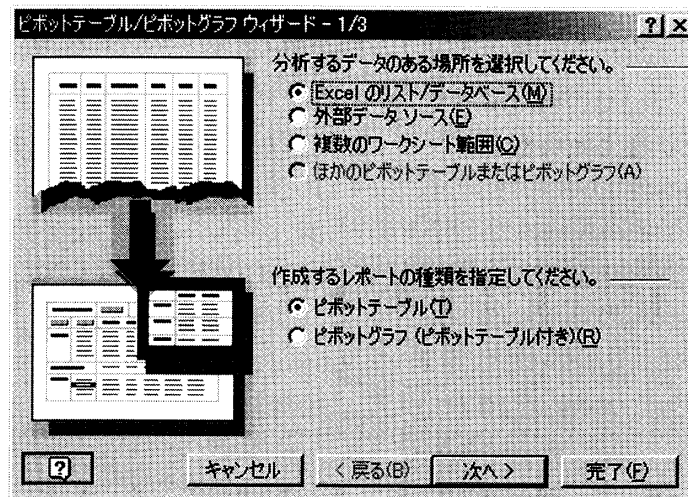 ピボットテーブル/ピボットグラフ ウィザード - 1/3
分析するデータのある場所を選択してください。
Excel のリスト/データベース(M)
外部データ ソース(E)
複数のワークシート範囲(C)
ほかのピボットテーブルまたはピボットグラフ(A)
作成するレポートの種類を指定してください。
ピボットテーブル(T)
ピボットグラフ (ピボットテーブル付き)(R)
キャンセル < 戻る(B) 次へ > 完了(F)